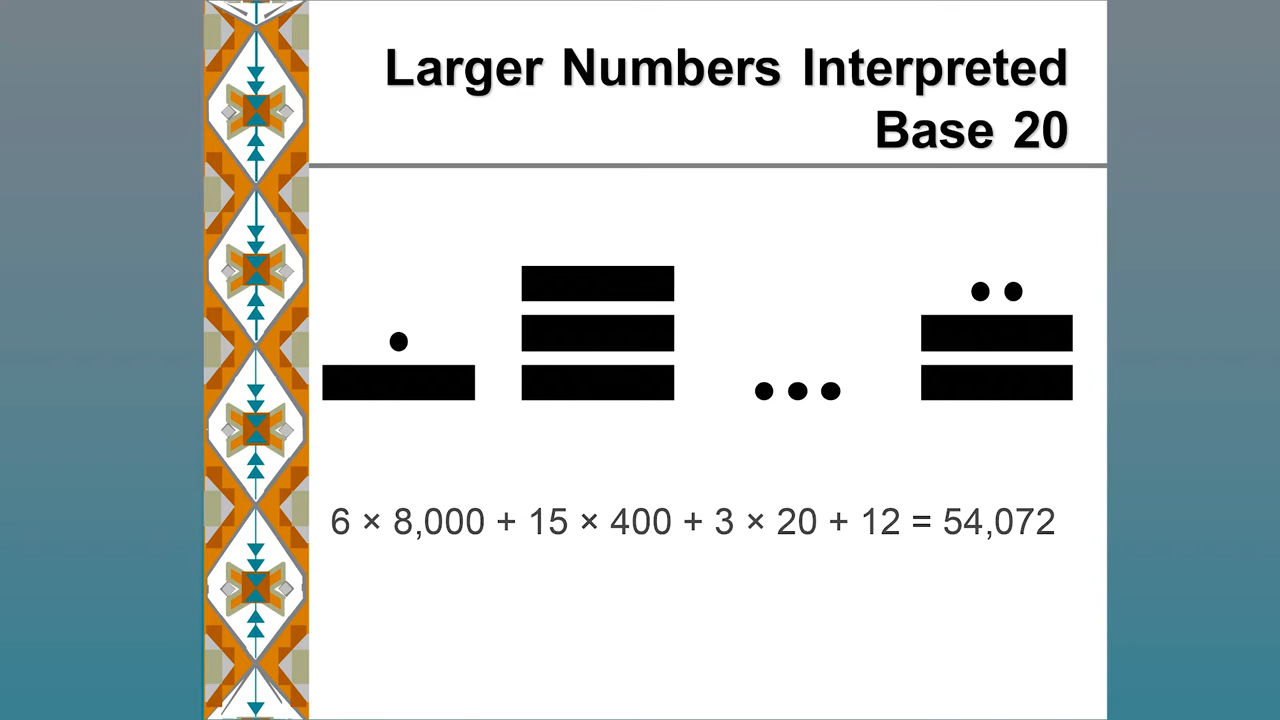 Larger Numbers Interpreted
Base 20
6 × 8,000 + 15 × 400 + 3 × 20 + 12 = 54,072